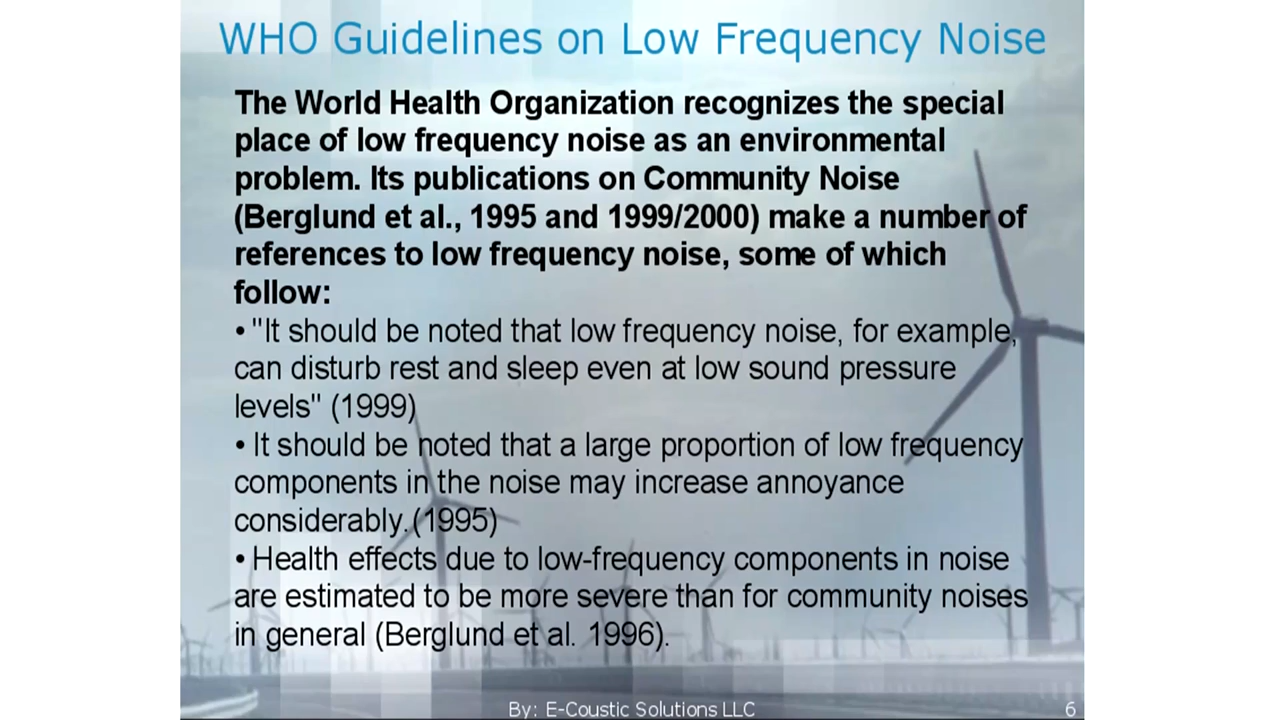 WHO Guidelines on Low Frequency Noise
The World Health Organization recognizes the special
place of low frequency noise as an environmental
problem. Its publications on Community Noise
(Berglund et al., 1995 and 1999/2000) make a number of
references to low frequency noise, some of which
follow:
• "It should be noted that low frequency noise, for example,
can disturb rest and sleep even at low sound pressure
levels" (1999)
• It should be noted that a large proportion of low frequency
components in the noise may increase annoyance
considerably.(1995)
• Health effects due to low-frequency components in noise
are estimated to be more severe than for community noises
in general (Berglund et al. 1996).
By: E-Coustic Solutions LLC
6